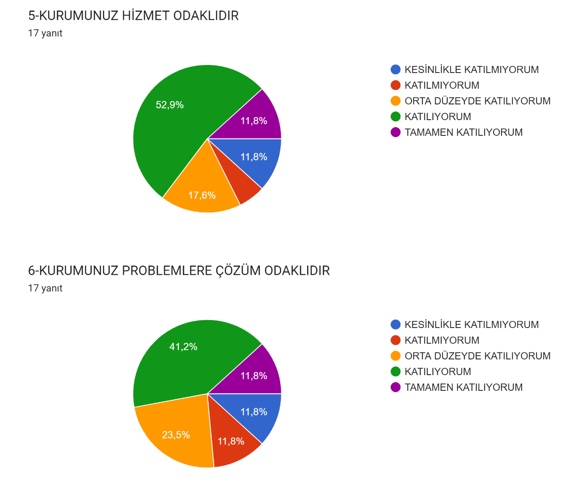 5-KURUMUNUZ HİZMET ODAKLIDIR
17 yanıt
52,9%
11,8%
11,8%
17,6%
KESİNLİKLE KATILMIYORUM
KATILMIYORUM
ORTA DÜZEYDE KATILIYORUM
KATILIYORUM
TAMAMEN KATILIYORUM
6-KURUMUNUZ PROBLEMLERE ÇÖZÜM ODAKLIDIR
17 yanıt
41,2%
11,8%
11,8%
23,5%
11,8%
KESİNLİKLE KATILMIYORUM
KATILMIYORUM
ORTA DÜZEYDE KATILIYORUM
KATILIYORUM
TAMAMEN KATILIYORUM